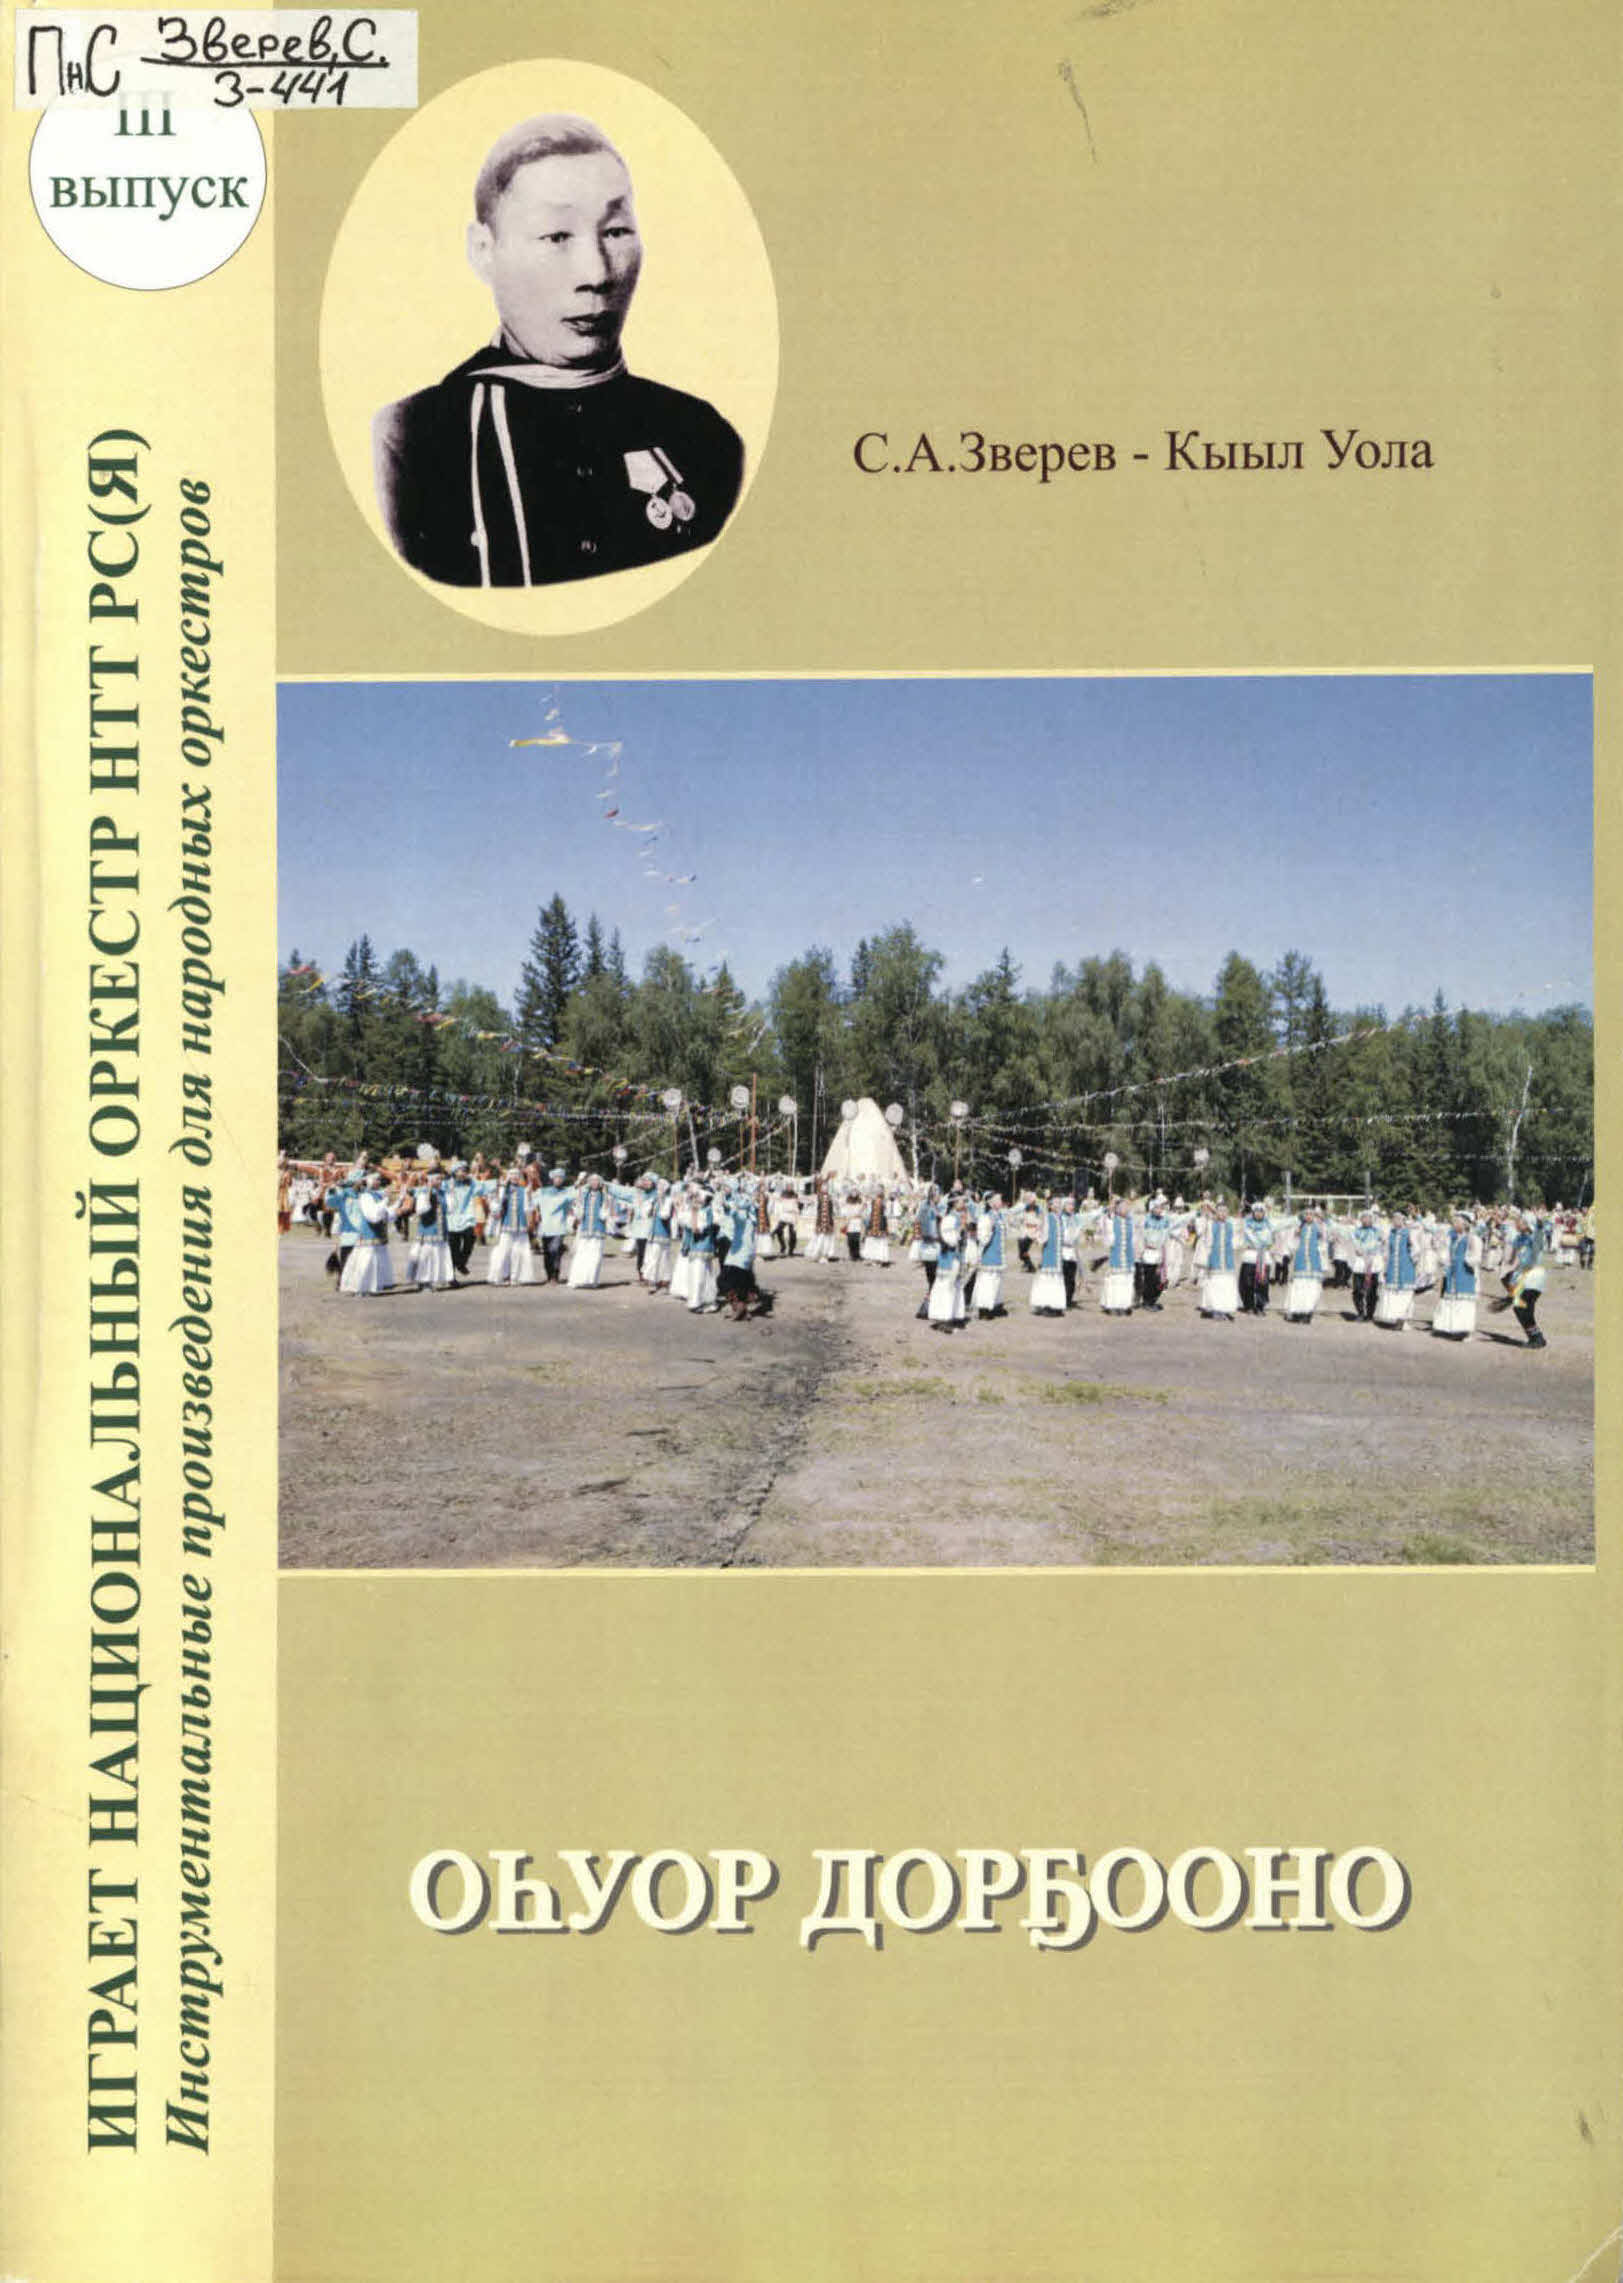 ПнС Зверев,С.
З-441
III
выпуск
ИГРАЕТ НАЦИОНАЛЬНЫЙ ОРКЕСТР НТТ РС(Я)
Инструментальные произведения для народных оркестров
С.А.Зверев - Кыыл Уола
ОҺУОР ДОРҔООНО